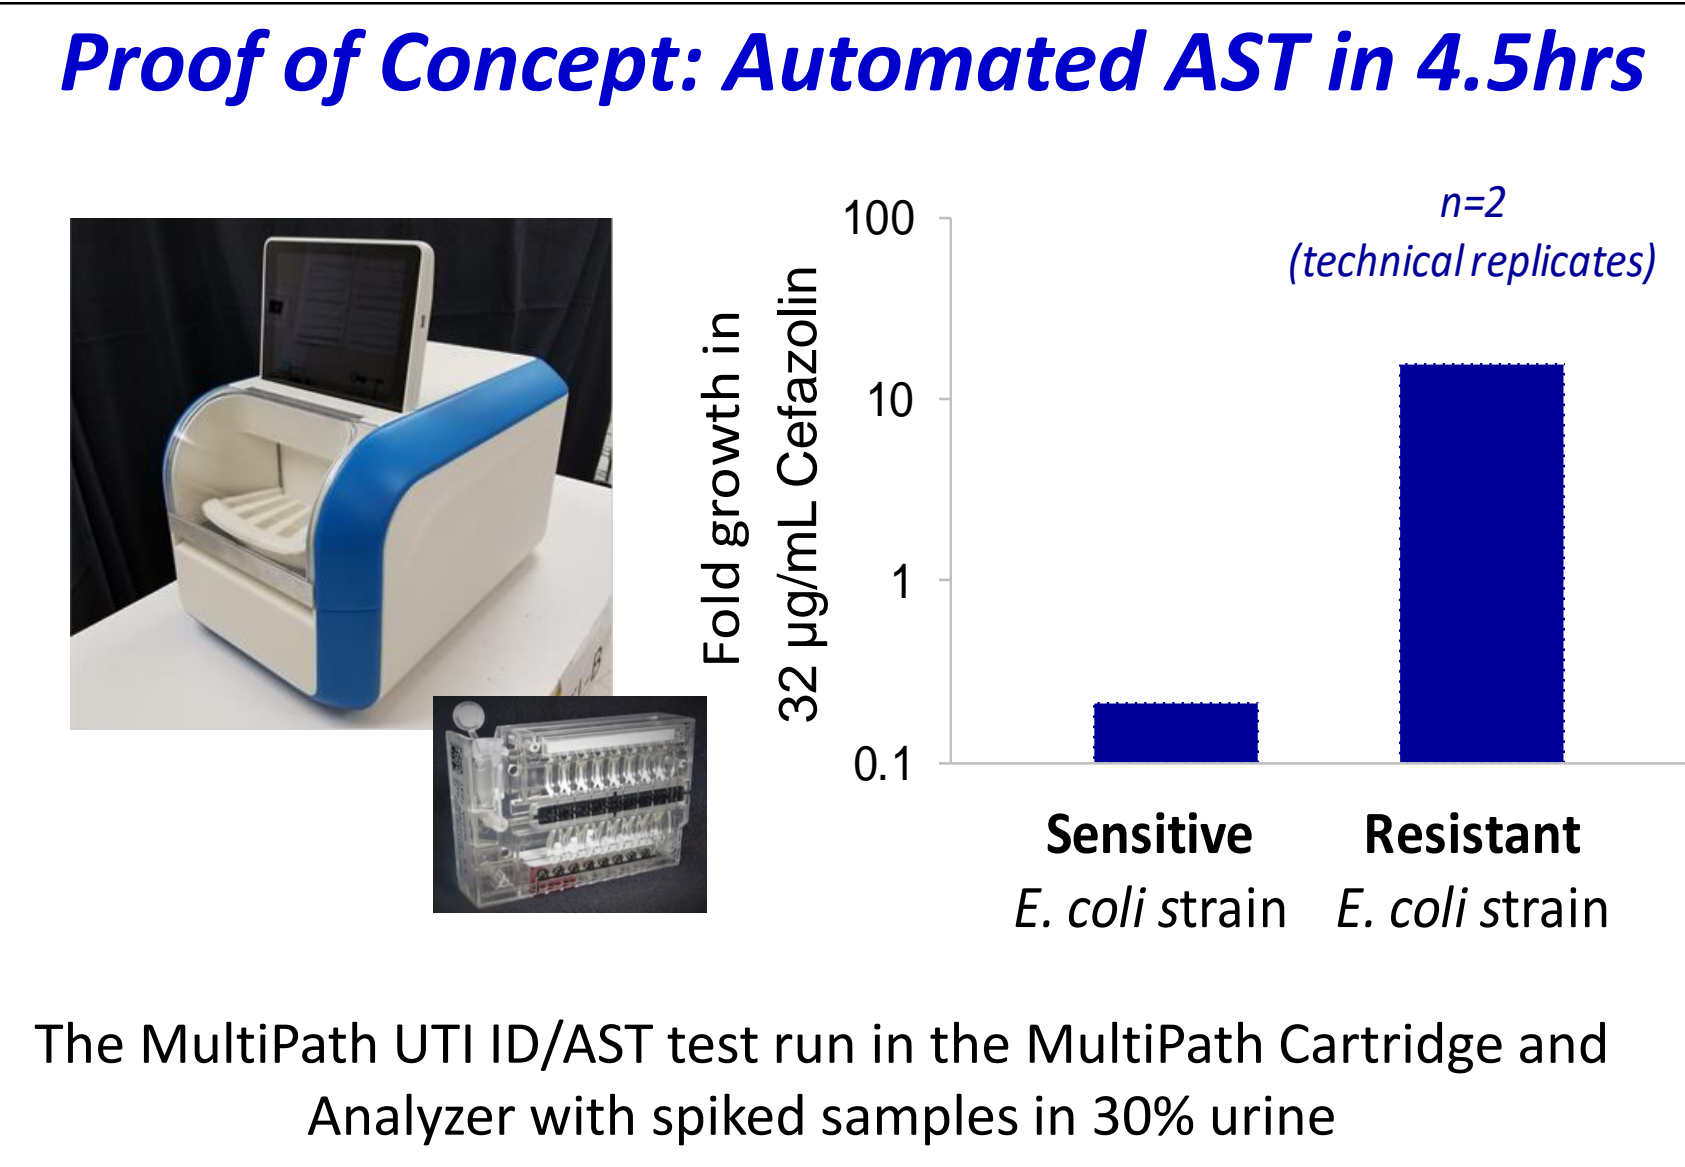 Proof of Concept: Automated AST in 4.5hrs
n=2
(technical replicates)
Fold growth in
32 µg/mL Cefazolin
100
10
1
0.1
Sensitive
E. coli strain
Resistant
E. coli strain
The MultiPath UTI ID/AST test run in the MultiPath Cartridge and
Analyzer with spiked samples in 30% urine